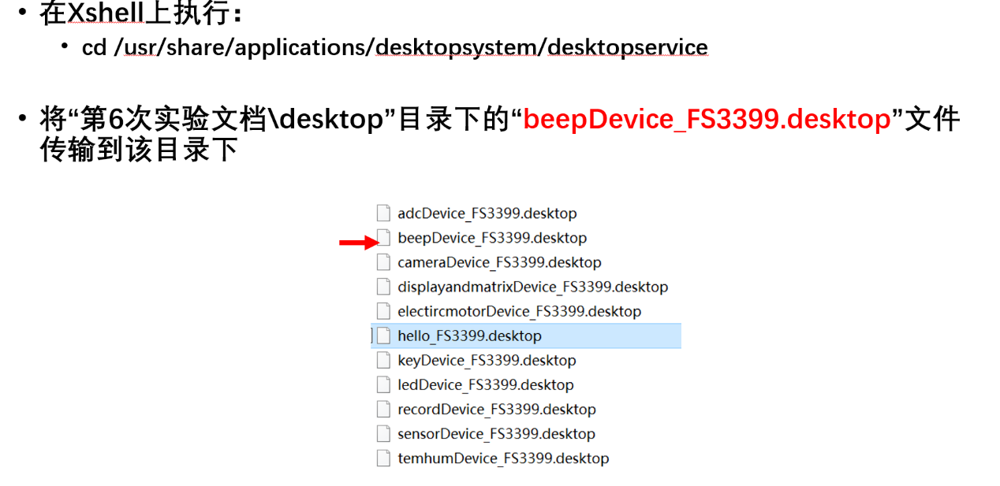 • 在Xshell上执行：
• cd /usr/share/applications/desktopsystem/desktopservice
• 将“第6次实验文档\desktop”目录下的“beepDevice_FS3399.desktop”文件
传输到该目录下
adcDevice_FS3399.desktop
beepDevice_FS3399.desktop
cameraDevice_FS3399.desktop
displayandmatrixDevice_FS3399.desktop
electircmotorDevice_FS3399.desktop
hello_FS3399.desktop
keyDevice_FS3399.desktop
ledDevice_FS3399.desktop
recordDevice_FS3399.desktop
sensorDevice_FS3399.desktop
temhumDevice_FS3399.desktop